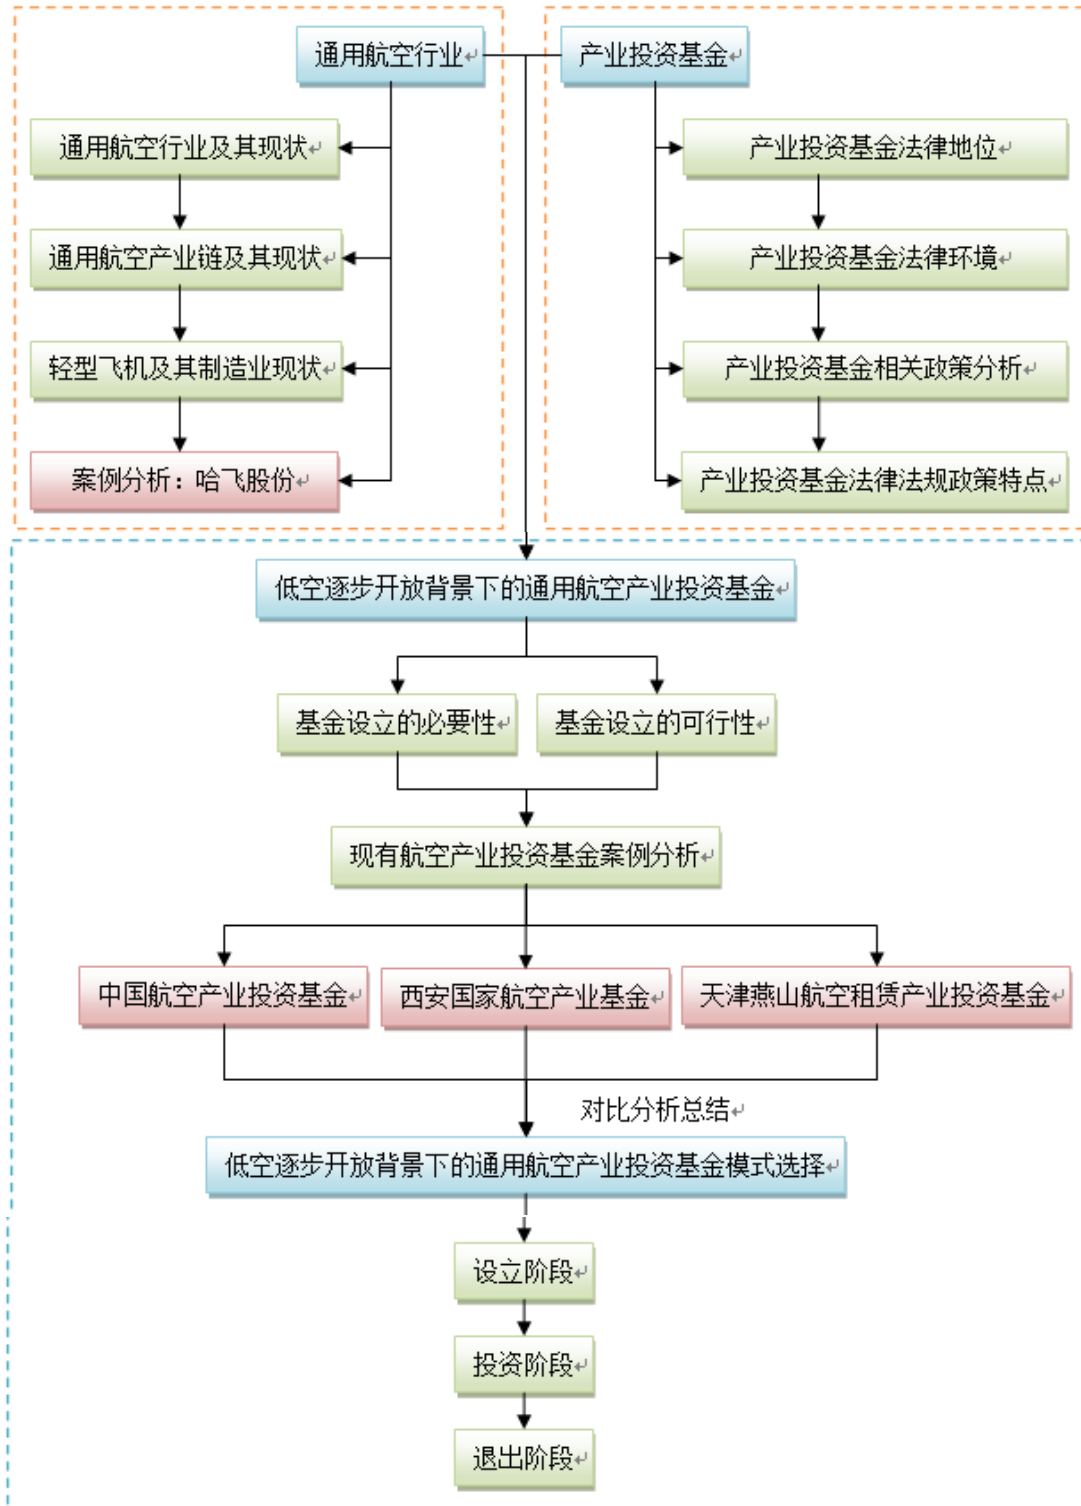 通用航空行业
产业投资基金
通用航空行业及其现状
产业投资基金法律地位
通用航空产业链及其现状
产业投资基金法律环境
轻型飞机及其制造业现状
产业投资基金相关政策分析
案例分析：哈飞股份
产业投资基金法律法规政策特点
低空逐步开放背景下的通用航空产业投资基金
基金设立的必要性
基金设立的可行性
现有航空产业投资基金案例分析
中国航空产业投资基金
西安国家航空产业基金
天津燕山航空租赁产业投资基金
对比分析总结
低空逐步开放背景下的通用航空产业投资基金模式选择
设立阶段
投资阶段
退出阶段